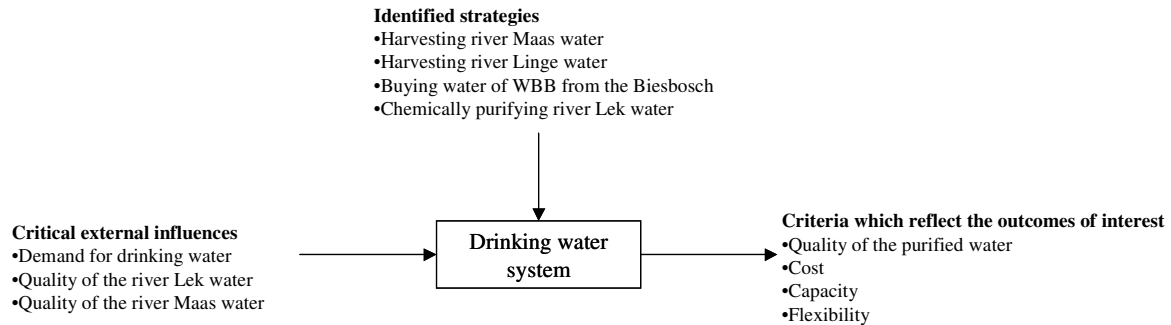 Identified strategies
•Harvesting river Maas water
•Harvesting river Linge water
•Buying water of WBB from the Biesbosch
•Chemically purifying river Lek water
Critical external influences
•Demand for drinking water
•Quality of the river Lek water
•Quality of the river Maas water
Drinking water
system
Criteria which reflect the outcomes of interest
•Quality of the purified water
•Cost
•Capacity
•Flexibility